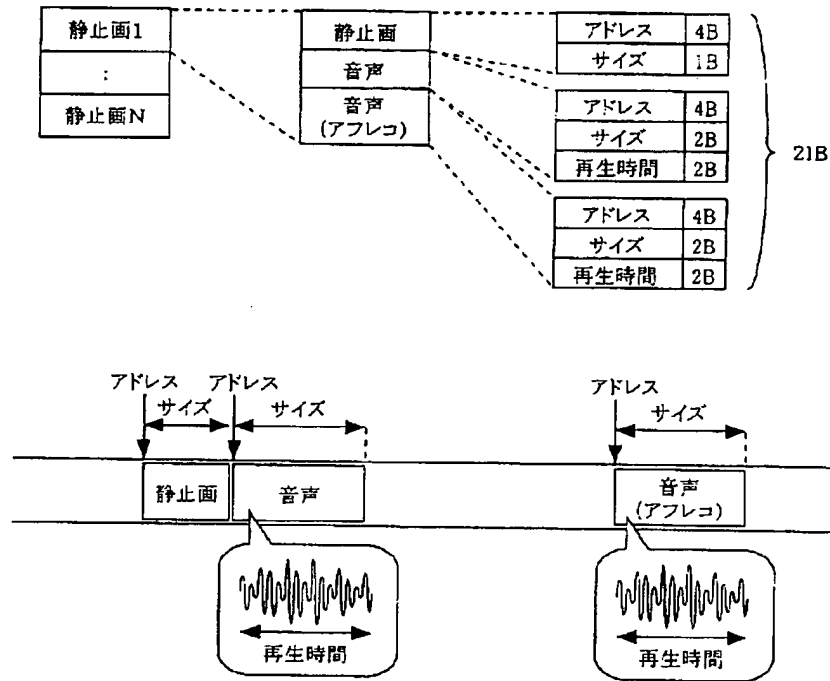 静止画1
:
静止画N
静止画
音声
音声
(アフレコ)
アドレス 4B
サイズ 1B
アドレス 4B
サイズ 2B
再生時間 2B
アドレス 4B
サイズ 2B
再生時間 2B
21B
アドレス アドレス
サイズ サイズ
静止画 音声
再生時間
アドレス
サイズ
音声
(アフレコ)
再生時間